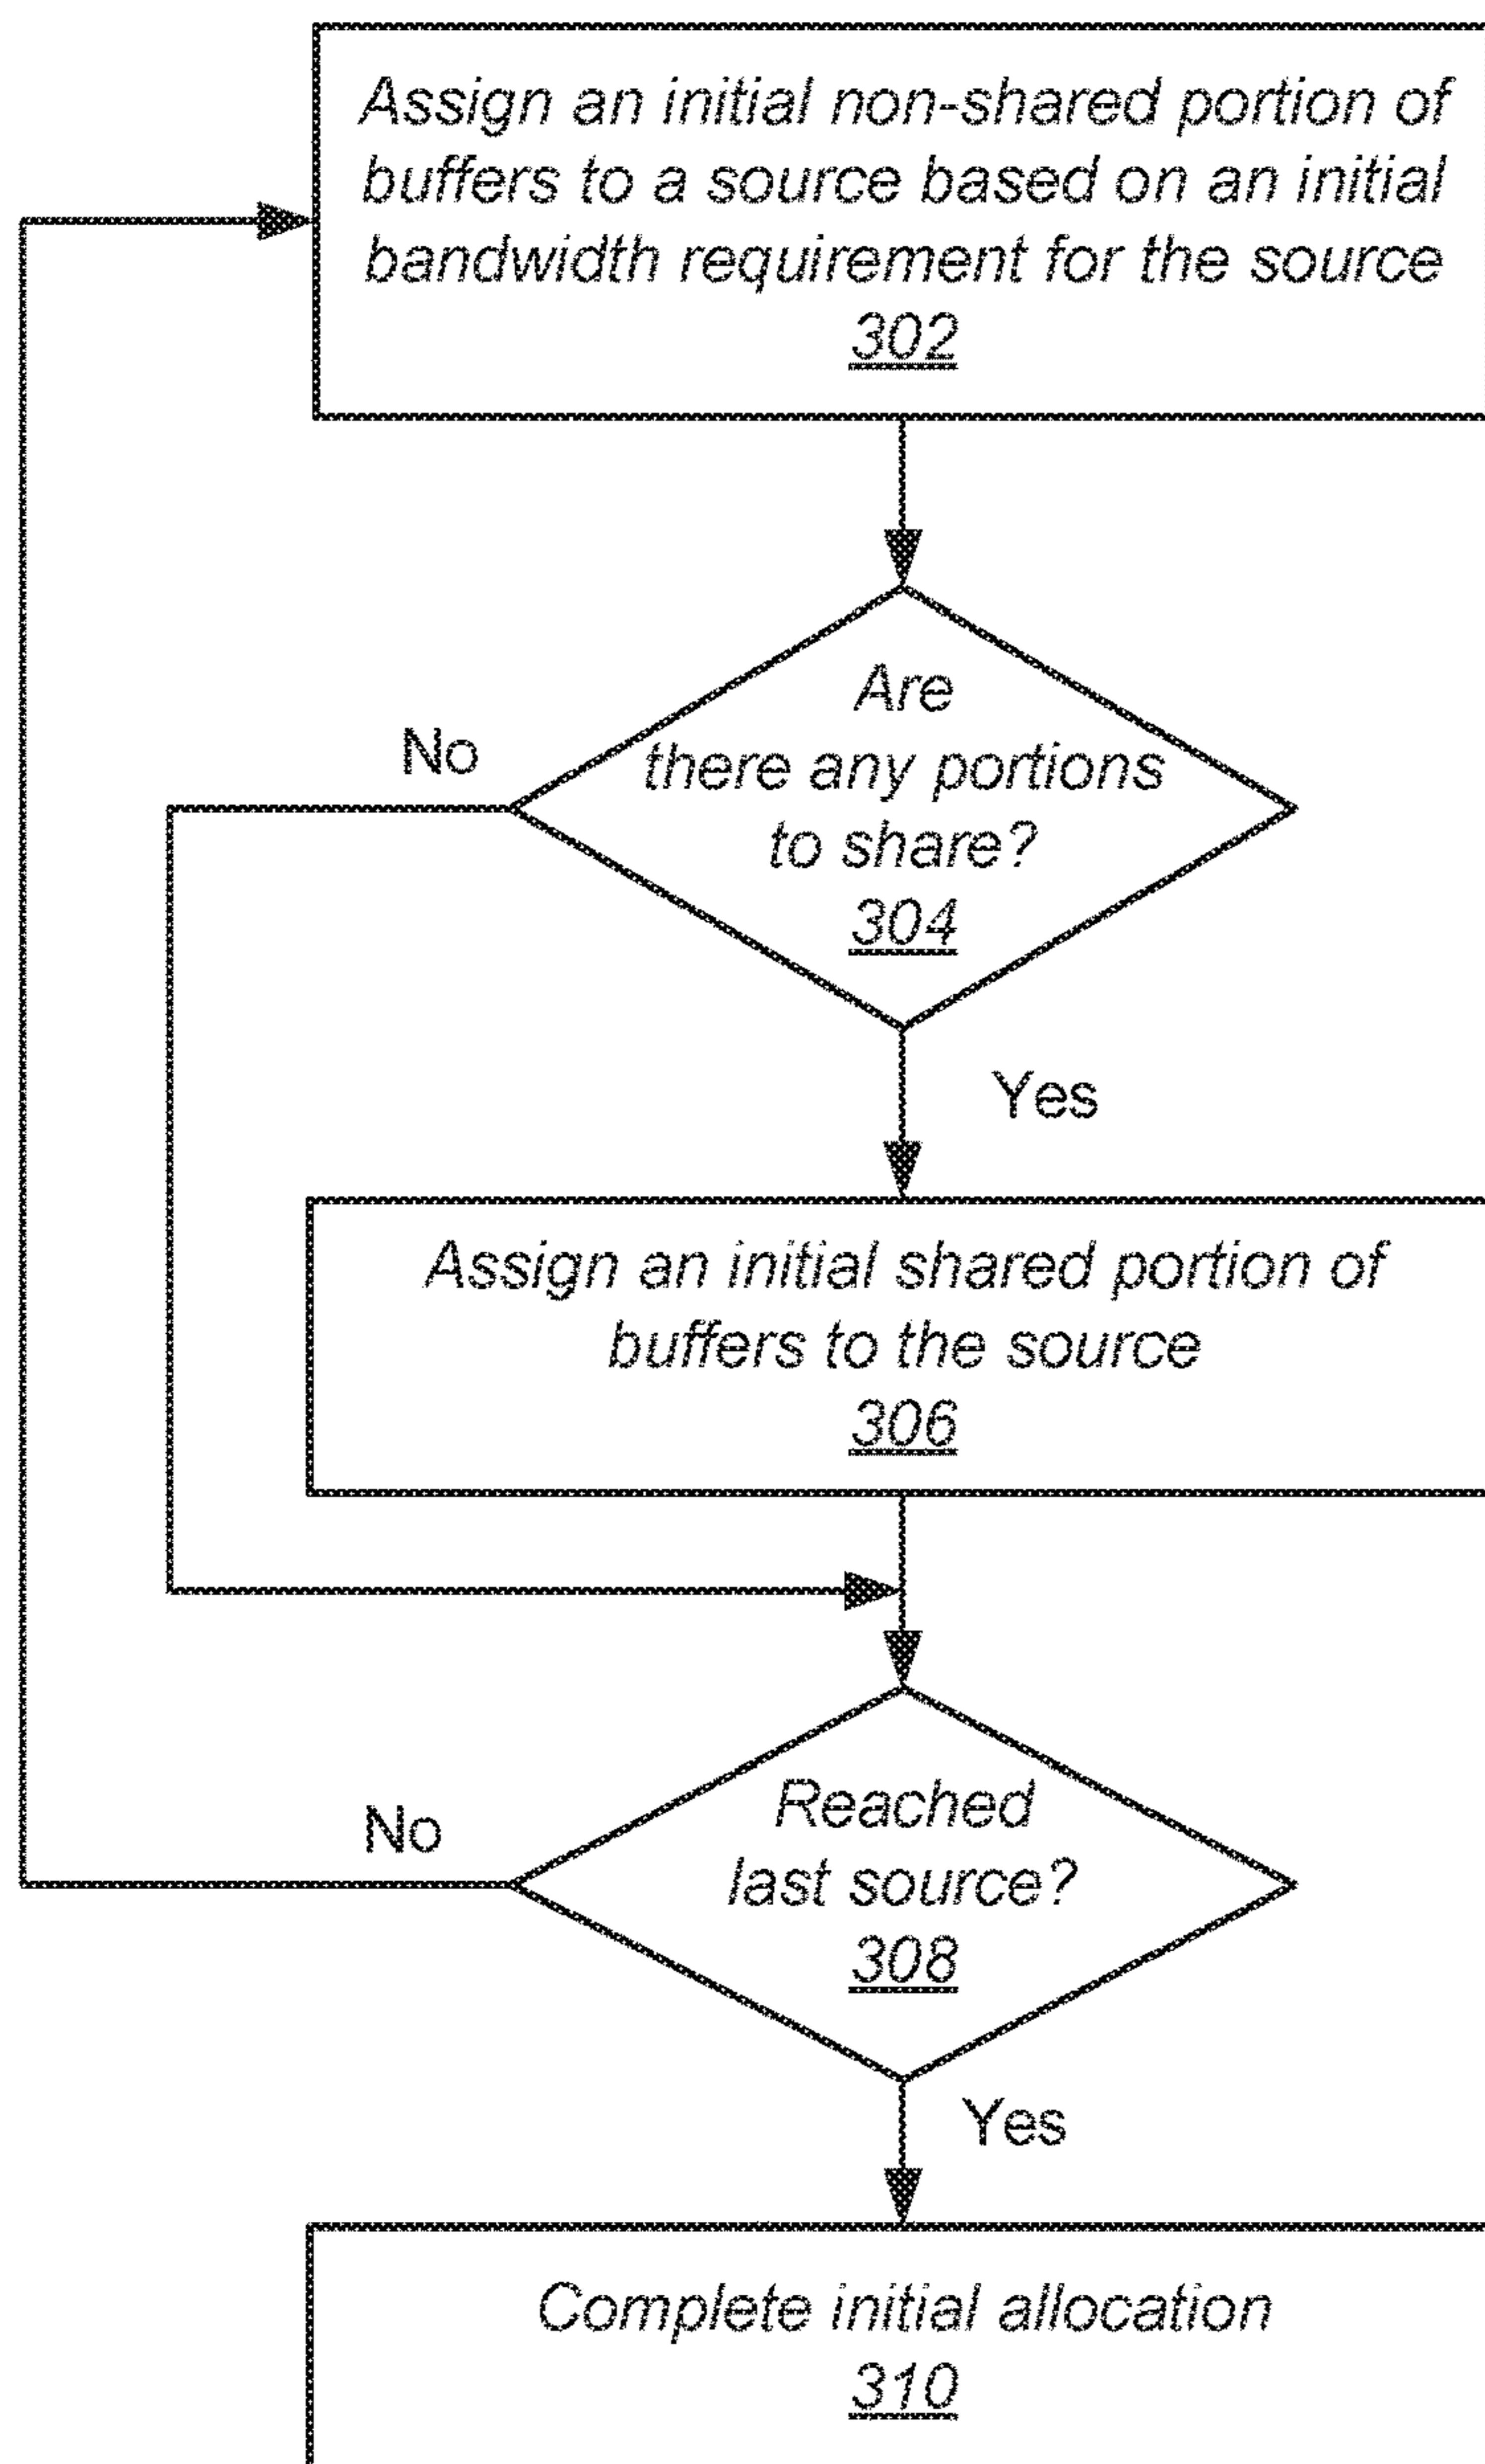 Assign an initial non-shared portion of
buffers to a source based on an initial
bandwidth requirement for the source
302
Are
there any portions
to share?
304
No
Yes
Assign an initial shared portion of
buffers to the source
306
Reached
last source?
308
No
Yes
Complete initial allocation
310